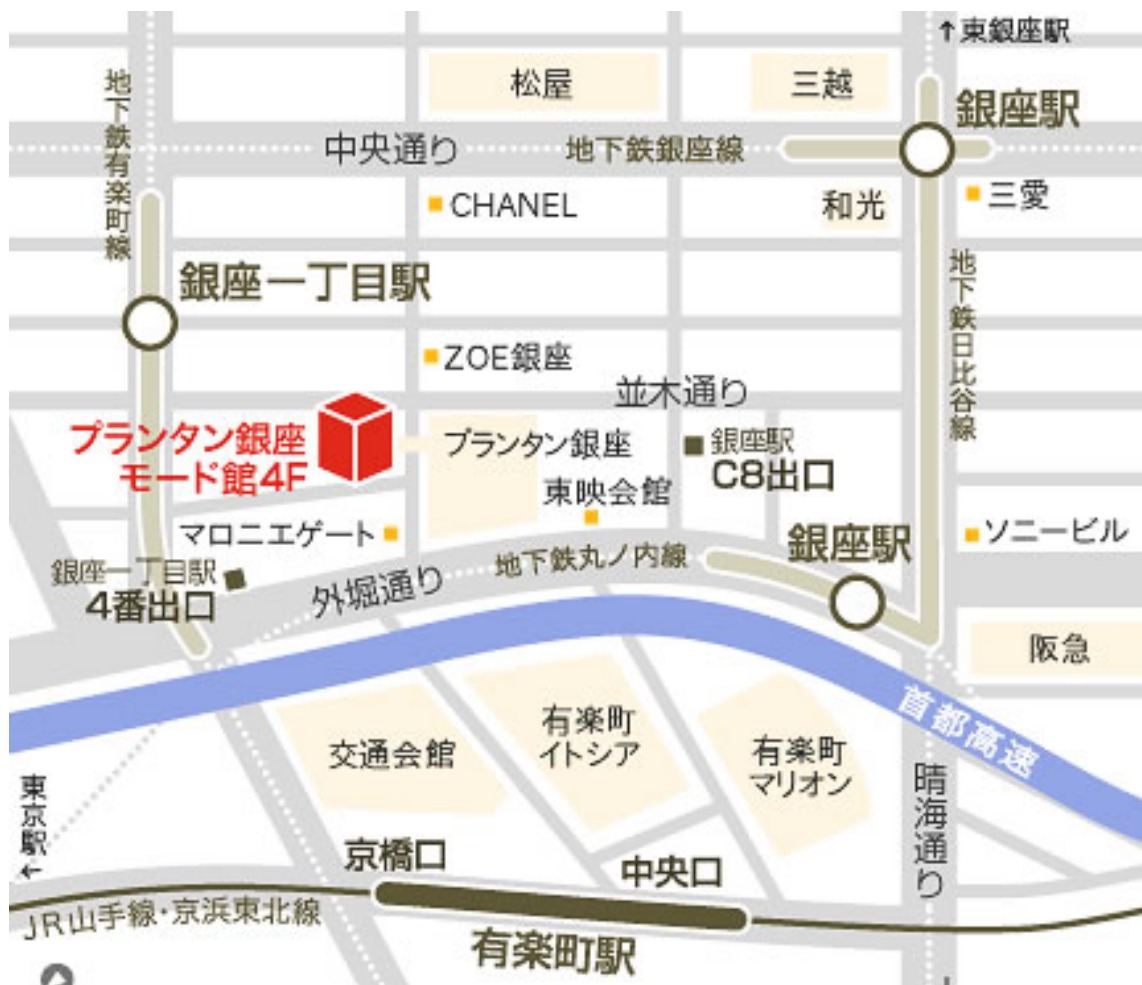 ↑東銀座駅
松屋
三越
銀座駅
地下鉄有楽町線
中央通り
地下鉄銀座線
CHANEL
和光
三愛
銀座一丁目駅
地下鉄日比谷線
ZOE銀座
並木通り
プランタン銀座
モード館4F
プランタン銀座
銀座駅
C8出口
東映会館
マロニエゲート
地下鉄丸ノ内線
銀座駅
ソニービル
銀座一丁目駅
4番出口
外堀通り
阪急
首都高速
交通会館
有楽町
イトシア
有楽町
マリオン
東京駅←
晴海通り
京橋口
中央口
JR山手線・京浜東北線
有楽町駅